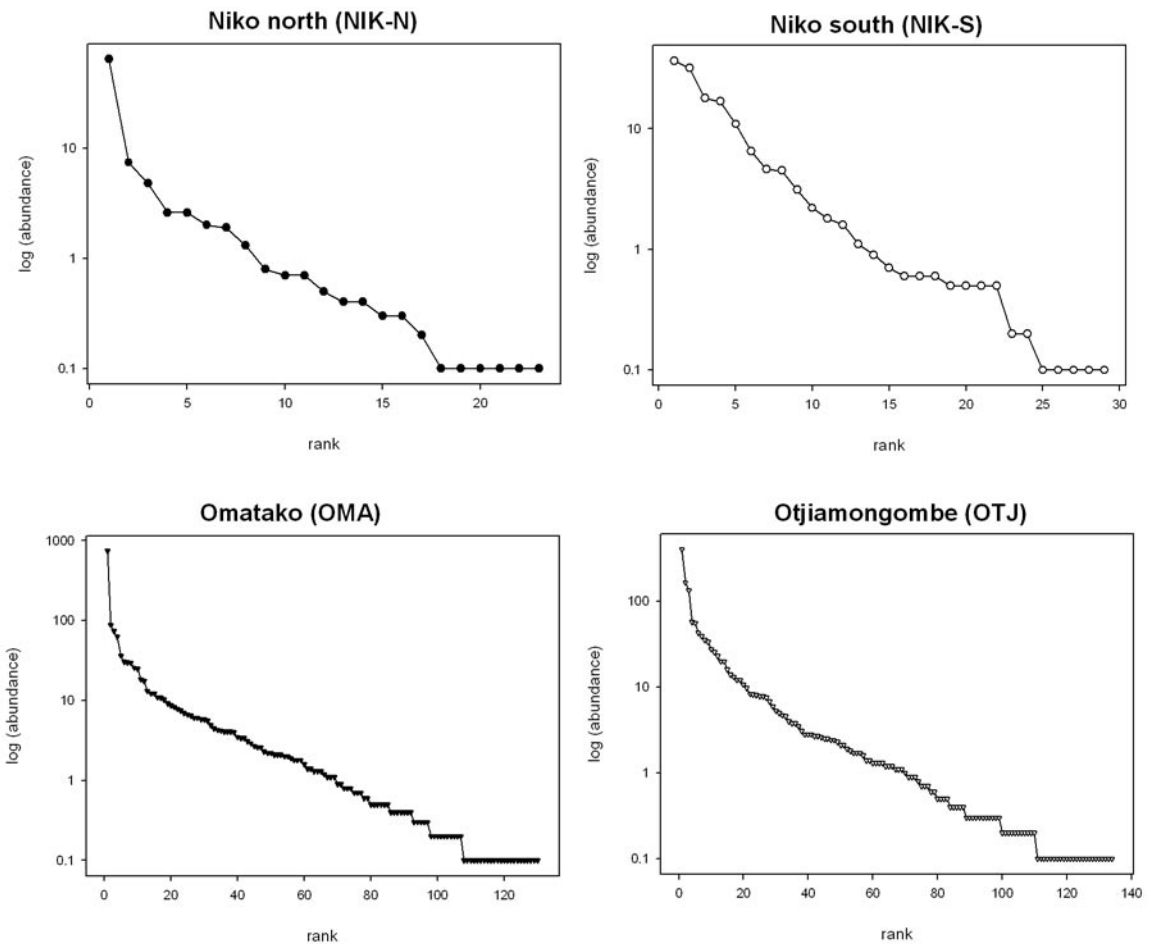 Niko north (NIK-N)
log (abundance)
10
1
0.1
0 5 10 15 20
rank
Niko south (NIK-S)
log (abundance)
10
1
0.1
0 5 10 15 20 25 30
rank
Omatako (OMA)
log (abundance)
1000
100
10
1
0.1
0 20 40 60 80 100 120
rank
Otjiamongombe (OTJ)
log (abundance)
100
10
1
0.1
0 20 40 60 80 100 120 140
rank